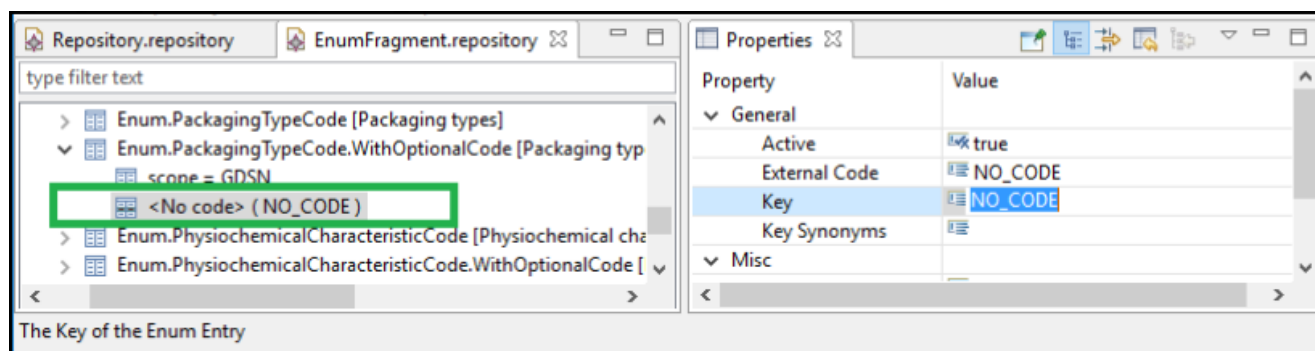 Repository.repository
EnumFragment.repository
type filter text
Enum.PackagingTypeCode [Packaging types]
Enum.PackagingTypeCode.WithOptionalCode [Packaging typ
scope = GDSN
<No code> ( NO_CODE )
Enum.PhysiochemicalCharacteristicCode [Physiochemical cha
Enum.PhysiochemicalCharacteristicCode.WithOptionalCode [
Properties
Property Value
General
Active true
External Code NO_CODE
Key NO_CODE
Key Synonyms
Misc
The Key of the Enum Entry